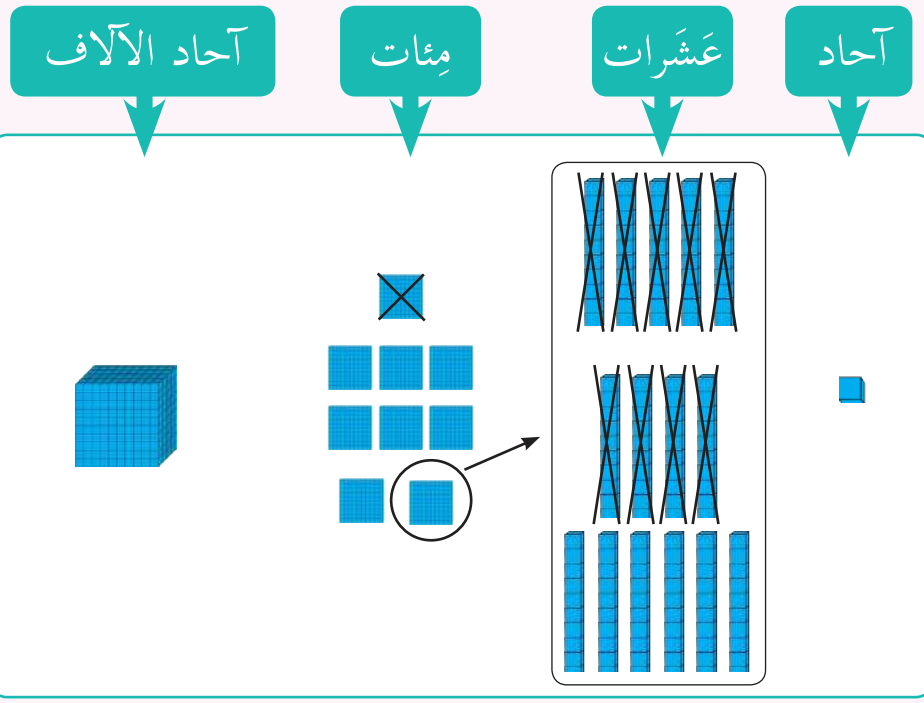 آحاد
عَشَرات
مِئات
آحاد الآلاف